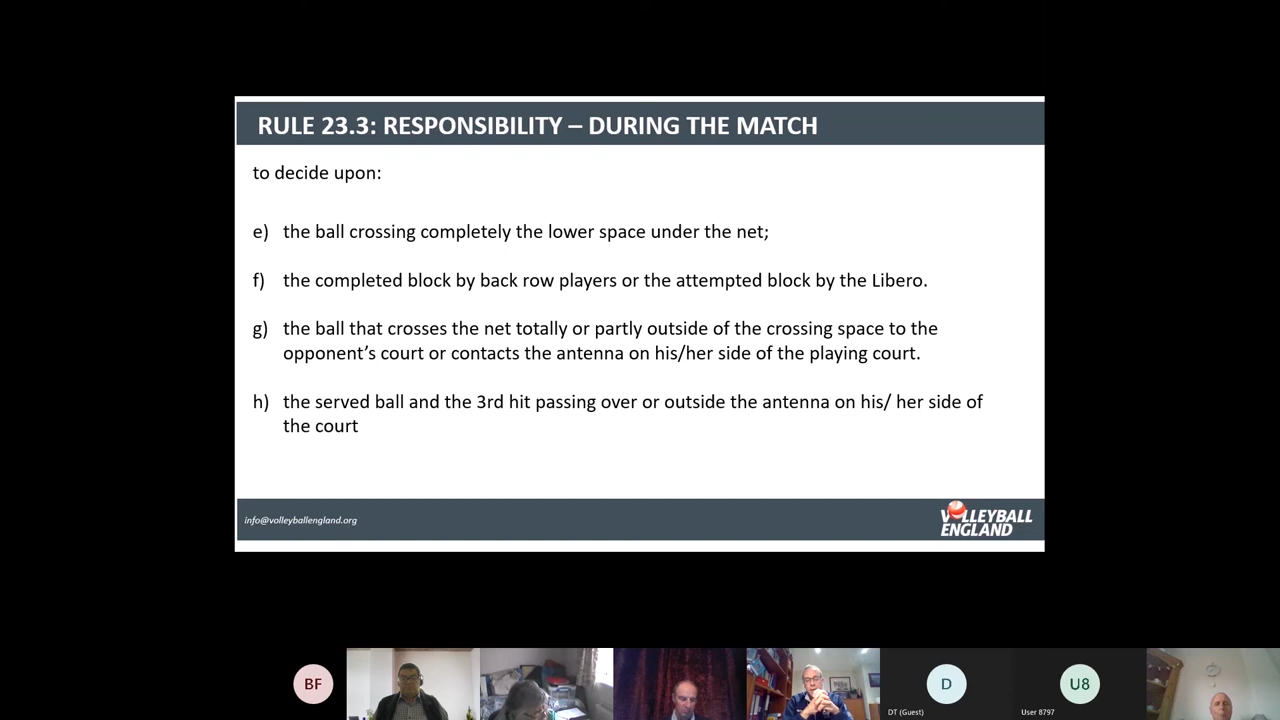 RULE 23.3: RESPONSIBILITY – DURING THE MATCH
to decide upon:
e) the ball crossing completely the lower space under the net;
f) the completed block by back row players or the attempted block by the Libero.
g) the ball that crosses the net totally or partly outside of the crossing space to the
opponent’s court or contacts the antenna on his/her side of the playing court.
h) the served ball and the 3rd hit passing over or outside the antenna on his/ her side of
the court
info@volleyballengland.org
VOLLEYBALL
ENGLAND
BF
D
U8
DT (Guest)
User 8797